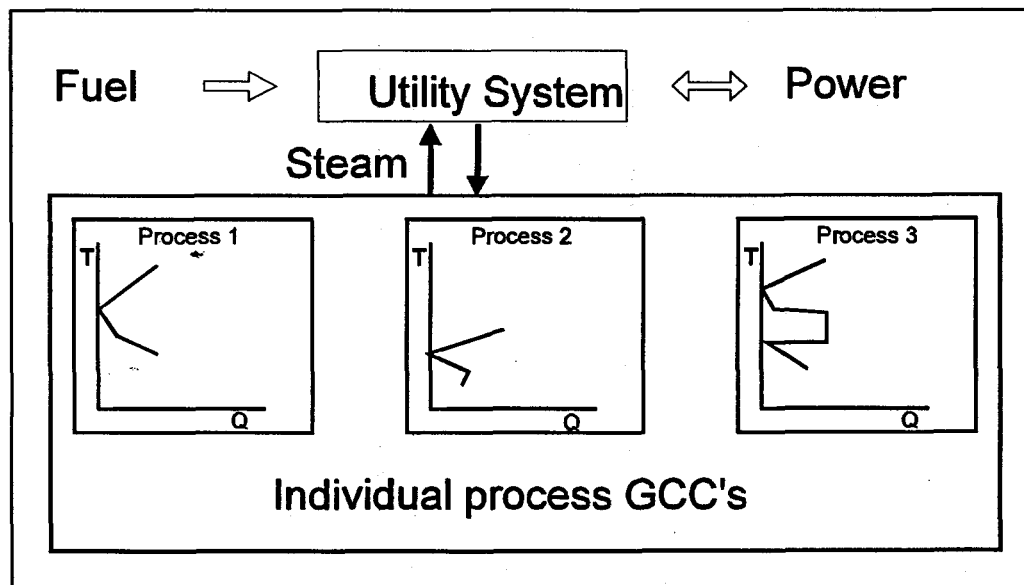 Fuel
Utility System
Power
Steam
Process 1
T
Q
Process 2
T
Q
Process 3
T
Q
Individual process GCC's